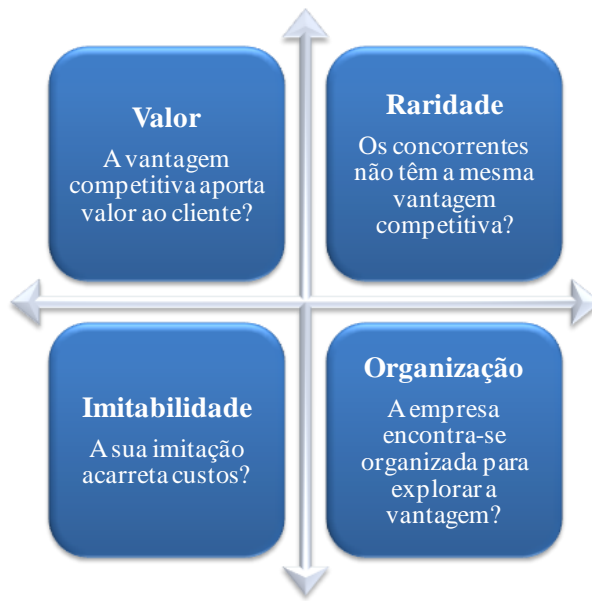 Valor
A vantagem
competitiva aporta
valor ao cliente?
Raridade
Os concorrentes
não têm a mesma
vantagem
competitiva?
Imitabilidade
A sua imitação
acarreta custos?
Organização
A empresa
encontra-se
organizada para
explorar a
vantagem?